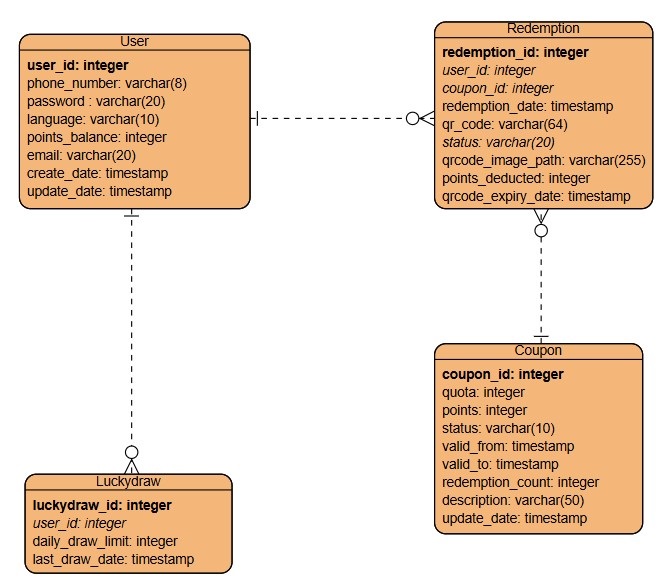 User
user_id: integer
phone_number: varchar(8)
password : varchar(20)
language: varchar(10)
points_balance: integer
email: varchar(20)
create_date: timestamp
update_date: timestamp
Redemption
redemption_id: integer
user_id: integer
coupon_id: integer
redemption_date: timestamp
qr_code: varchar(64)
status: varchar(20)
qrcode_image_path: varchar(255)
points_deducted: integer
qrcode_expiry_date: timestamp
Luckydraw
luckydraw_id: integer
user_id: integer
daily_draw_limit: integer
last_draw_date: timestamp
Coupon
coupon_id: integer
quota: integer
points: integer
status: varchar(10)
valid_from: timestamp
valid_to: timestamp
redemption_count: integer
description: varchar(50)
update_date: timestamp